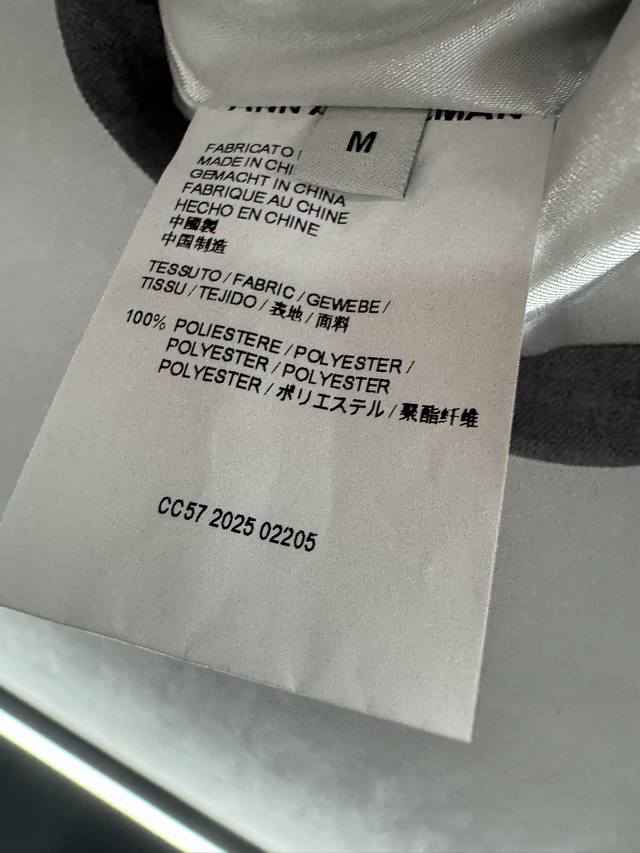 M
FABRICATO
MADE IN
GEMACHT IN CHINA
FABRIQUE AU CHINE
HECHO EN CHINE
中國製
中国制造
TESSUTO / FABRIC / GEWEBE /
TISSU / TEJIDO / 表地 / 面料
100% POLIESTERE / POLYESTER /
POLYESTER / POLYESTER
POLYESTER / ポリエステル / 聚酯纤维
CC57 2025 02205